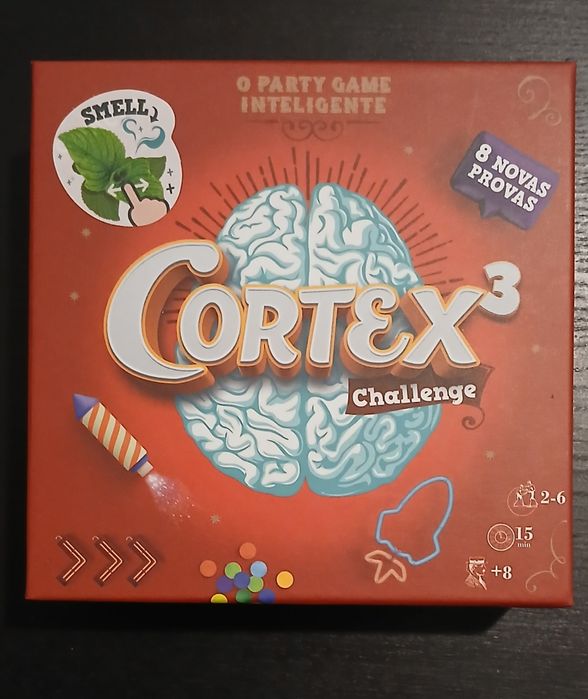 O PARTY GAME
INTELIGENTE
SMELL
8 NOVAS
PROVAS
CORTEX³
Challenge
2-6
15
min
+8